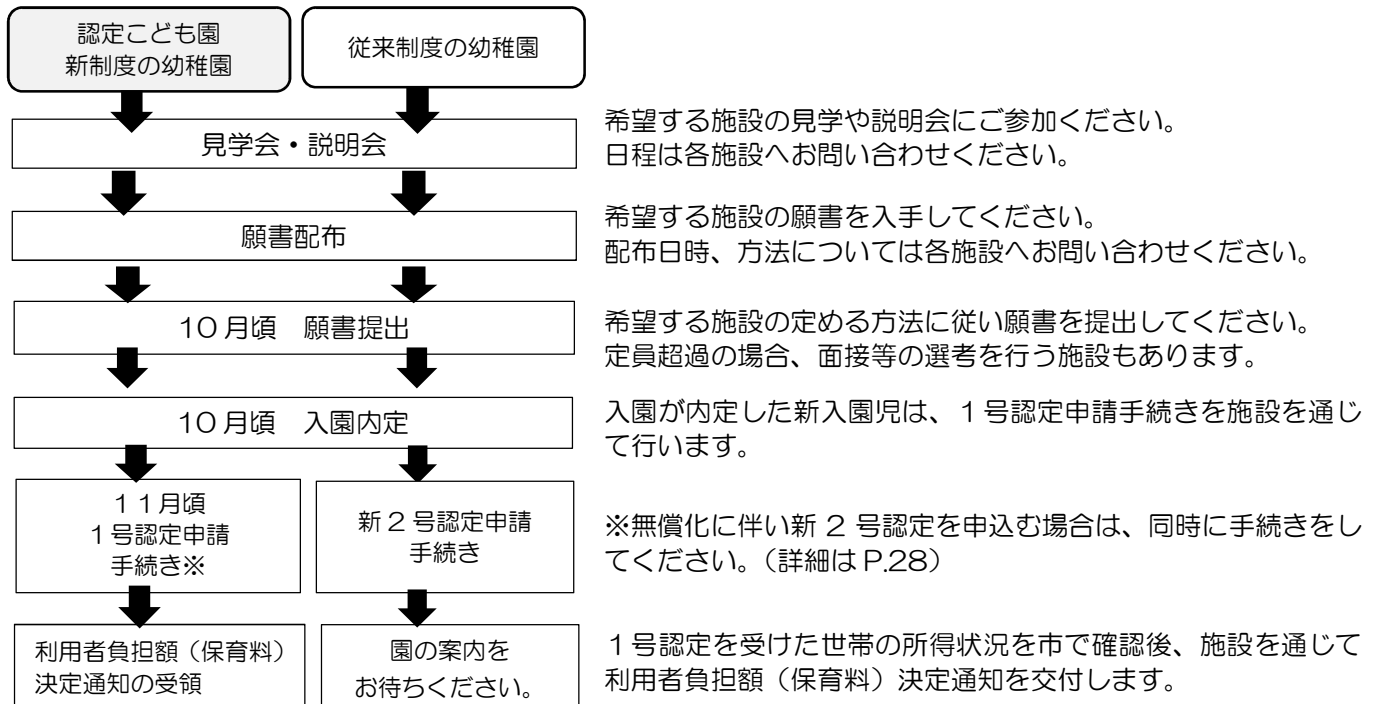 認定こども園
新制度の幼稚園
従来制度の幼稚園
見学会・説明会
希望する施設の見学や説明会にご参加ください。
日程は各施設へお問い合わせください。
願書配布
希望する施設の願書を入手してください。
配布日時、方法については各施設へお問い合わせください。
10月頃　願書提出
希望する施設の定める方法に従い願書を提出してください。
定員超過の場合、面接等の選考を行う施設もあります。
10月頃　入園内定
入園が内定した新入園児は、1号認定申請手続きを施設を通じ
て行います。
11月頃
1号認定申請
手続き※
新2号認定申請
手続き
※無償化に伴い新2号認定を申込む場合は、同時に手続きをし
てください。（詳細はP.28）
利用者負担額（保育料）
決定通知の受領
園の案内を
お待ちください。
1号認定を受けた世帯の所得状況を市で確認後、施設を通じて
利用者負担額（保育料）決定通知を交付します。